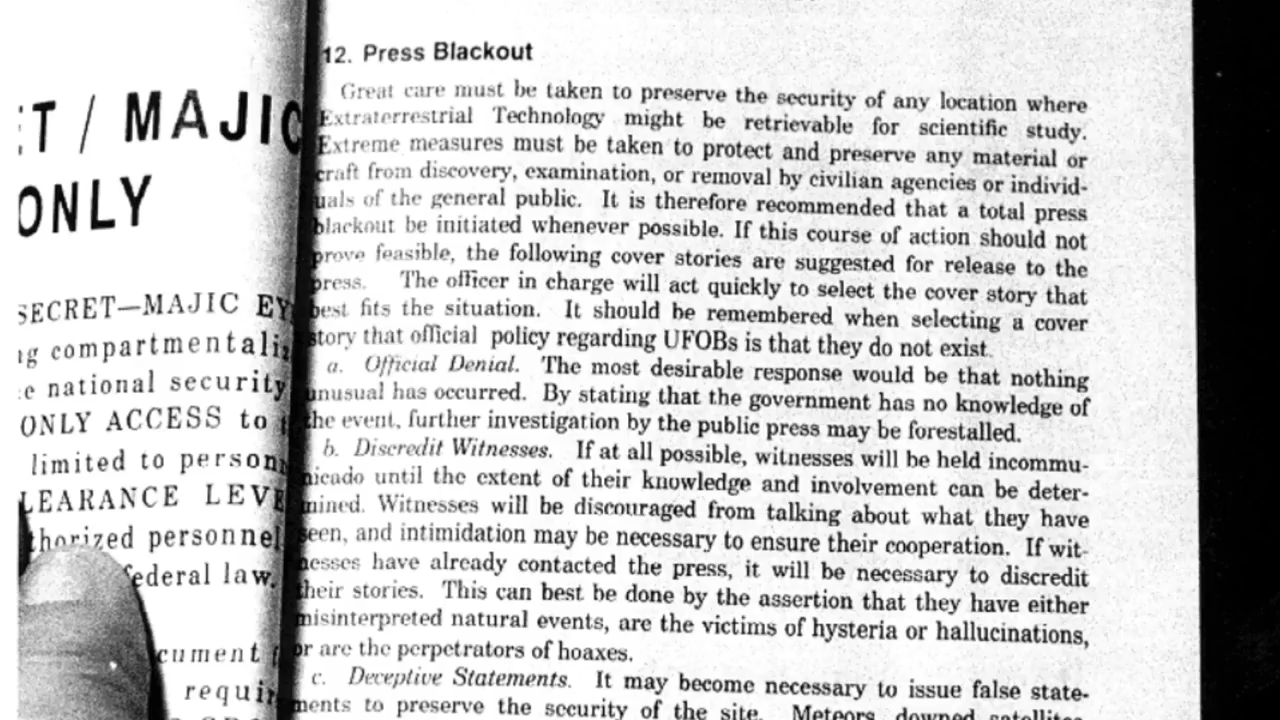 T / MAJIC
ONLY
SECRET—MAJIC EY
g compartmentali
e national security
ONLY ACCESS to
limited to person
LEARANCE LEVE
thorized personnel
federal law.
cument
requir
12. Press Blackout
Great care must be taken to preserve the security of any location where
Extraterrestrial Technology might be retrievable for scientific study.
Extreme measures must be taken to protect and preserve any material or
craft from discovery, examination, or removal by civilian agencies or individ-
uals of the general public. It is therefore recommended that a total press
blackout be initiated whenever possible. If this course of action should not
prove feasible, the following cover stories are suggested for release to the
press. The officer in charge will act quickly to select the cover story that
best fits the situation. It should be remembered when selecting a cover
story that official policy regarding UFOBs is that they do not exist.
a. Official Denial. The most desirable response would be that nothing
unusual has occurred. By stating that the government has no knowledge of
the event, further investigation by the public press may be forestalled.
b. Discredit Witnesses. If at all possible, witnesses will be held incommu-
nicado until the extent of their knowledge and involvement can be deter-
mined. Witnesses will be discouraged from talking about what they have
seen, and intimidation may be necessary to ensure their cooperation. If wit-
nesses have already contacted the press, it will be necessary to discredit
their stories. This can best be done by the assertion that they have either
misinterpreted natural events, are the victims of hysteria or hallucinations,
or are the perpetrators of hoaxes.
c. Deceptive Statements. It may become necessary to issue false state-
ments to preserve the security of the site. Meteors, downed satellites,